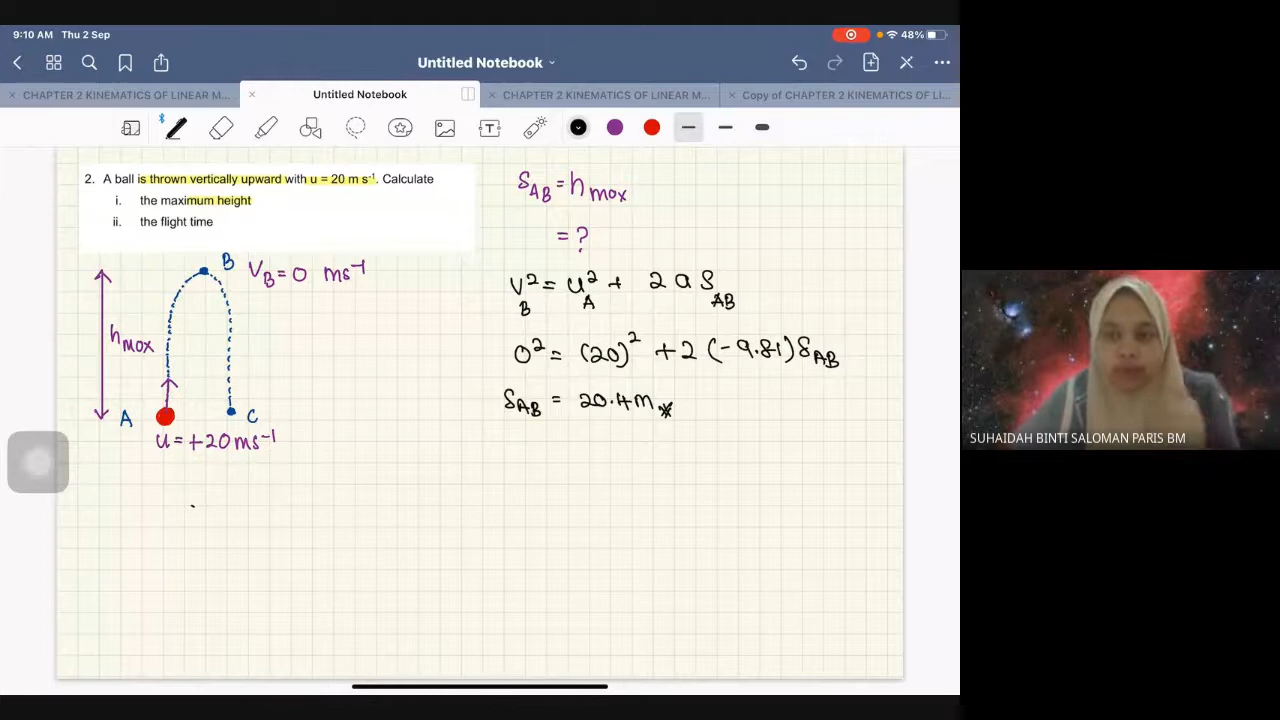 9:10 AM Thu 2 Sep
48%
Untitled Notebook
CHAPTER 2 KINEMATICS OF LINEAR M...
Untitled Notebook
CHAPTER 2 KINEMATICS OF LINEAR M...
Copy of CHAPTER 2 KINEMATICS OF LI...
2. A ball is thrown vertically upward with u = 20 m s⁻¹. Calculate
i. the maximum height
ii. the flight time
B V_B = 0 ms⁻¹
h_max
A
C
u = +20 ms⁻¹
S_AB = h_max
= ?
V_B² = u_A² + 2 a S_AB
0² = (20)² + 2 (-9.81) S_AB
S_AB = 20.4 m *
SUHAIDAH BINTI SALOMAN PARIS BM